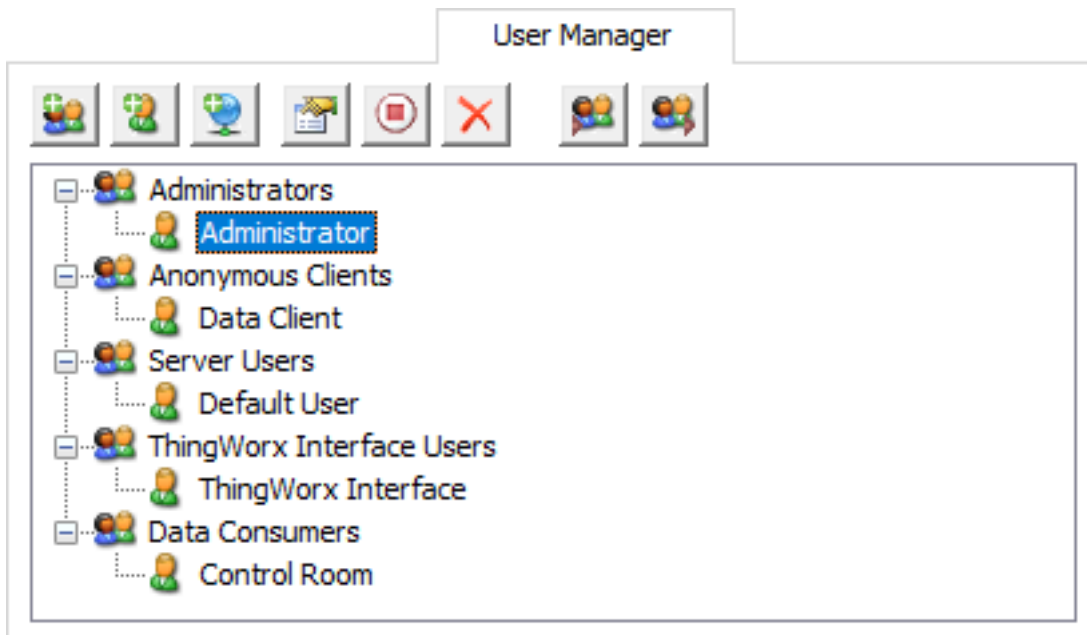 User Manager
Administrators
Administrator
Anonymous Clients
Data Client
Server Users
Default User
ThingWorx Interface Users
ThingWorx Interface
Data Consumers
Control Room